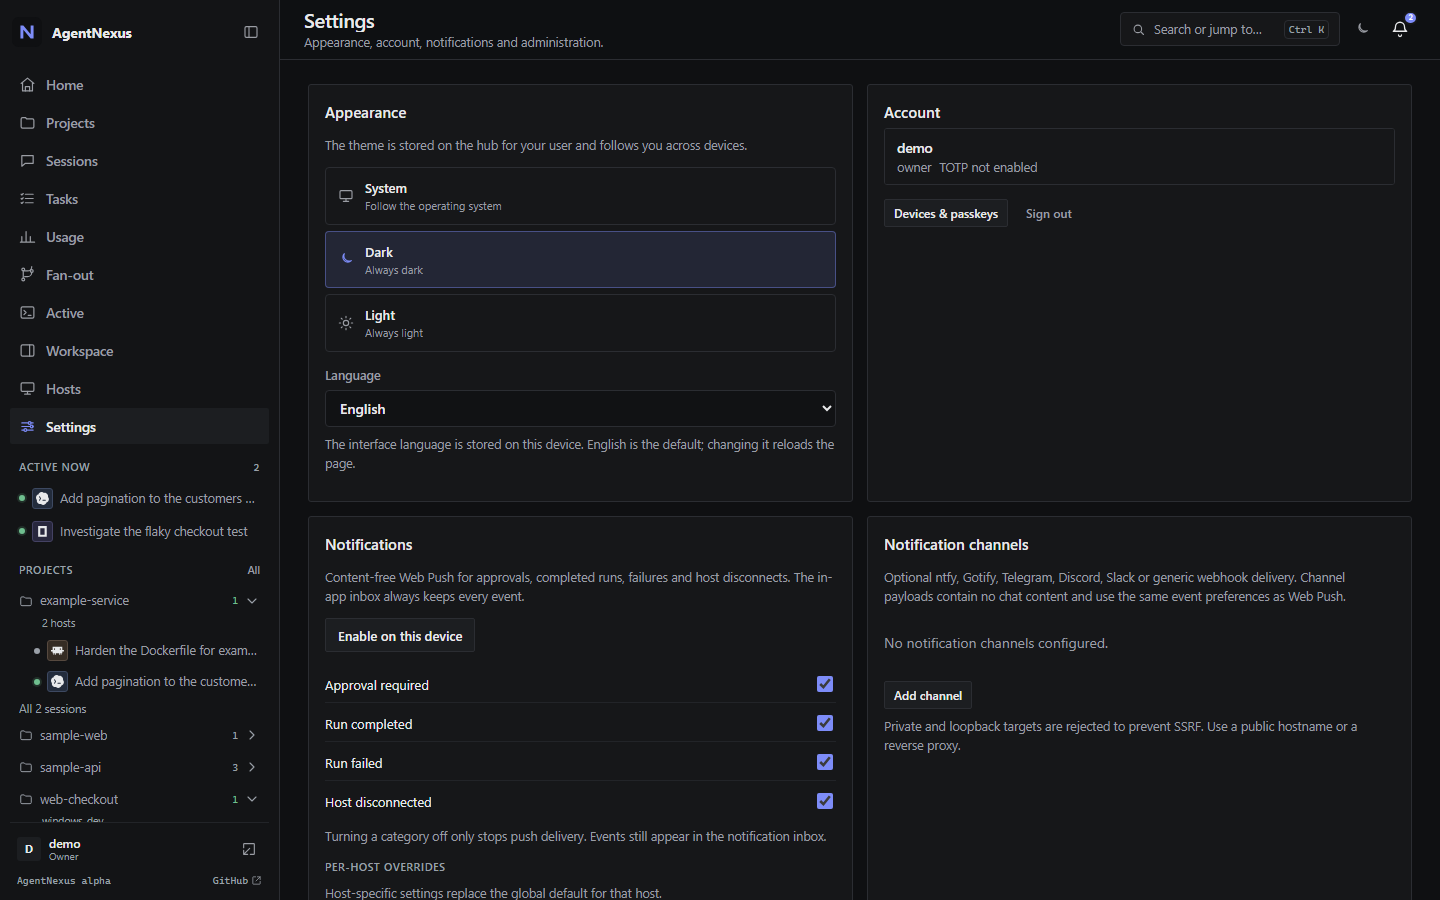 N AgentNexus
Home
Projects
Sessions
Tasks
Usage
Fan-out
Active
Workspace
Hosts
Settings
ACTIVE NOW 2
Add pagination to the customers ...
Investigate the flaky checkout test
PROJECTS All
example-service 1
2 hosts
Harden the Dockerfile for exam...
Add pagination to the custome...
All 2 sessions
sample-web 1
sample-api 3
web-checkout 1
windows-dev
D demo
Owner
AgentNexus alpha GitHub
Settings
Appearance, account, notifications and administration.
Search or jump to... Ctrl K
2
Appearance
The theme is stored on the hub for your user and follows you across devices.
System
Follow the operating system
Dark
Always dark
Light
Always light
Language
English
The interface language is stored on this device. English is the default; changing it reloads the
page.
Account
demo
owner TOTP not enabled
Devices & passkeys Sign out
Notifications
Content-free Web Push for approvals, completed runs, failures and host disconnects. The in-
app inbox always keeps every event.
Enable on this device
Approval required
Run completed
Run failed
Host disconnected
Turning a category off only stops push delivery. Events still appear in the notification inbox.
PER-HOST OVERRIDES
Host-specific settings replace the global default for that host.
Notification channels
Optional ntfy, Gotify, Telegram, Discord, Slack or generic webhook delivery. Channel
payloads contain no chat content and use the same event preferences as Web Push.
No notification channels configured.
Add channel
Private and loopback targets are rejected to prevent SSRF. Use a public hostname or a
reverse proxy.